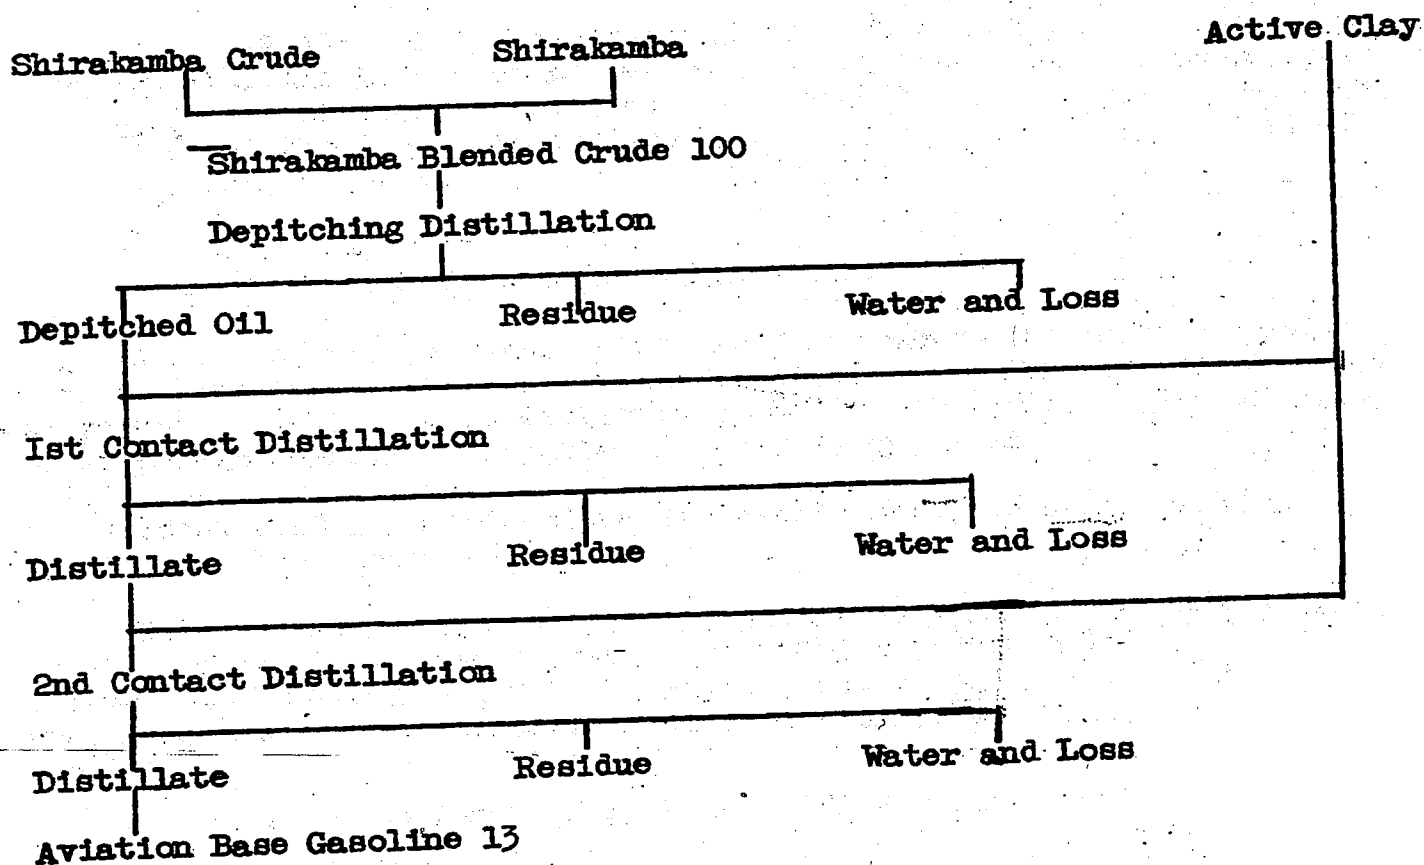 Shirakamba Crude Shirakamba Active Clay
Shirakamba Blended Crude 100
Depitching Distillation
Depitched Oil Residue Water and Loss
Ist Contact Distillation
Distillate Residue Water and Loss
2nd Contact Distillation
Distillate Residue Water and Loss
Aviation Base Gasoline 13